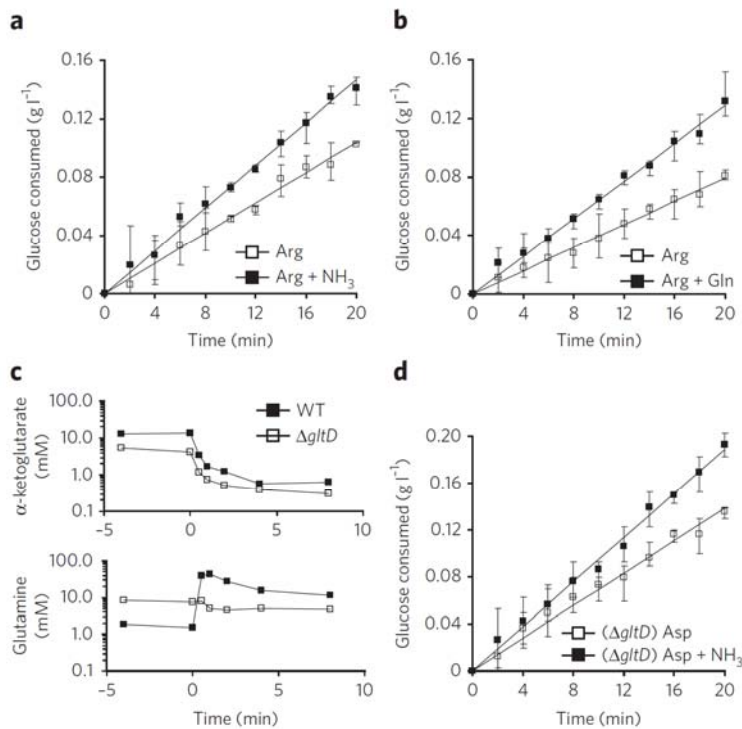 a
Glucose consumed (g l⁻¹)
0.16
0.12
0.08
0.04
0
Arg
Arg + NH₃
0 4 8 12 16 20
Time (min)
b
Glucose consumed (g l⁻¹)
0.16
0.12
0.08
0.04
0
Arg
Arg + Gln
0 4 8 12 16 20
Time (min)
c
α-ketoglutarate
(mM)
100.0
10.0
1.0
0.1
WT
ΔgltD
−5 0 5 10
Glutamine
(mM)
100.0
10.0
1.0
0.1
−5 0 5 10
Time (min)
d
Glucose consumed (g l⁻¹)
0.20
0.16
0.12
0.08
0.04
0
(ΔgltD) Asp
(ΔgltD) Asp + NH₃
0 4 8 12 16 20
Time (min)